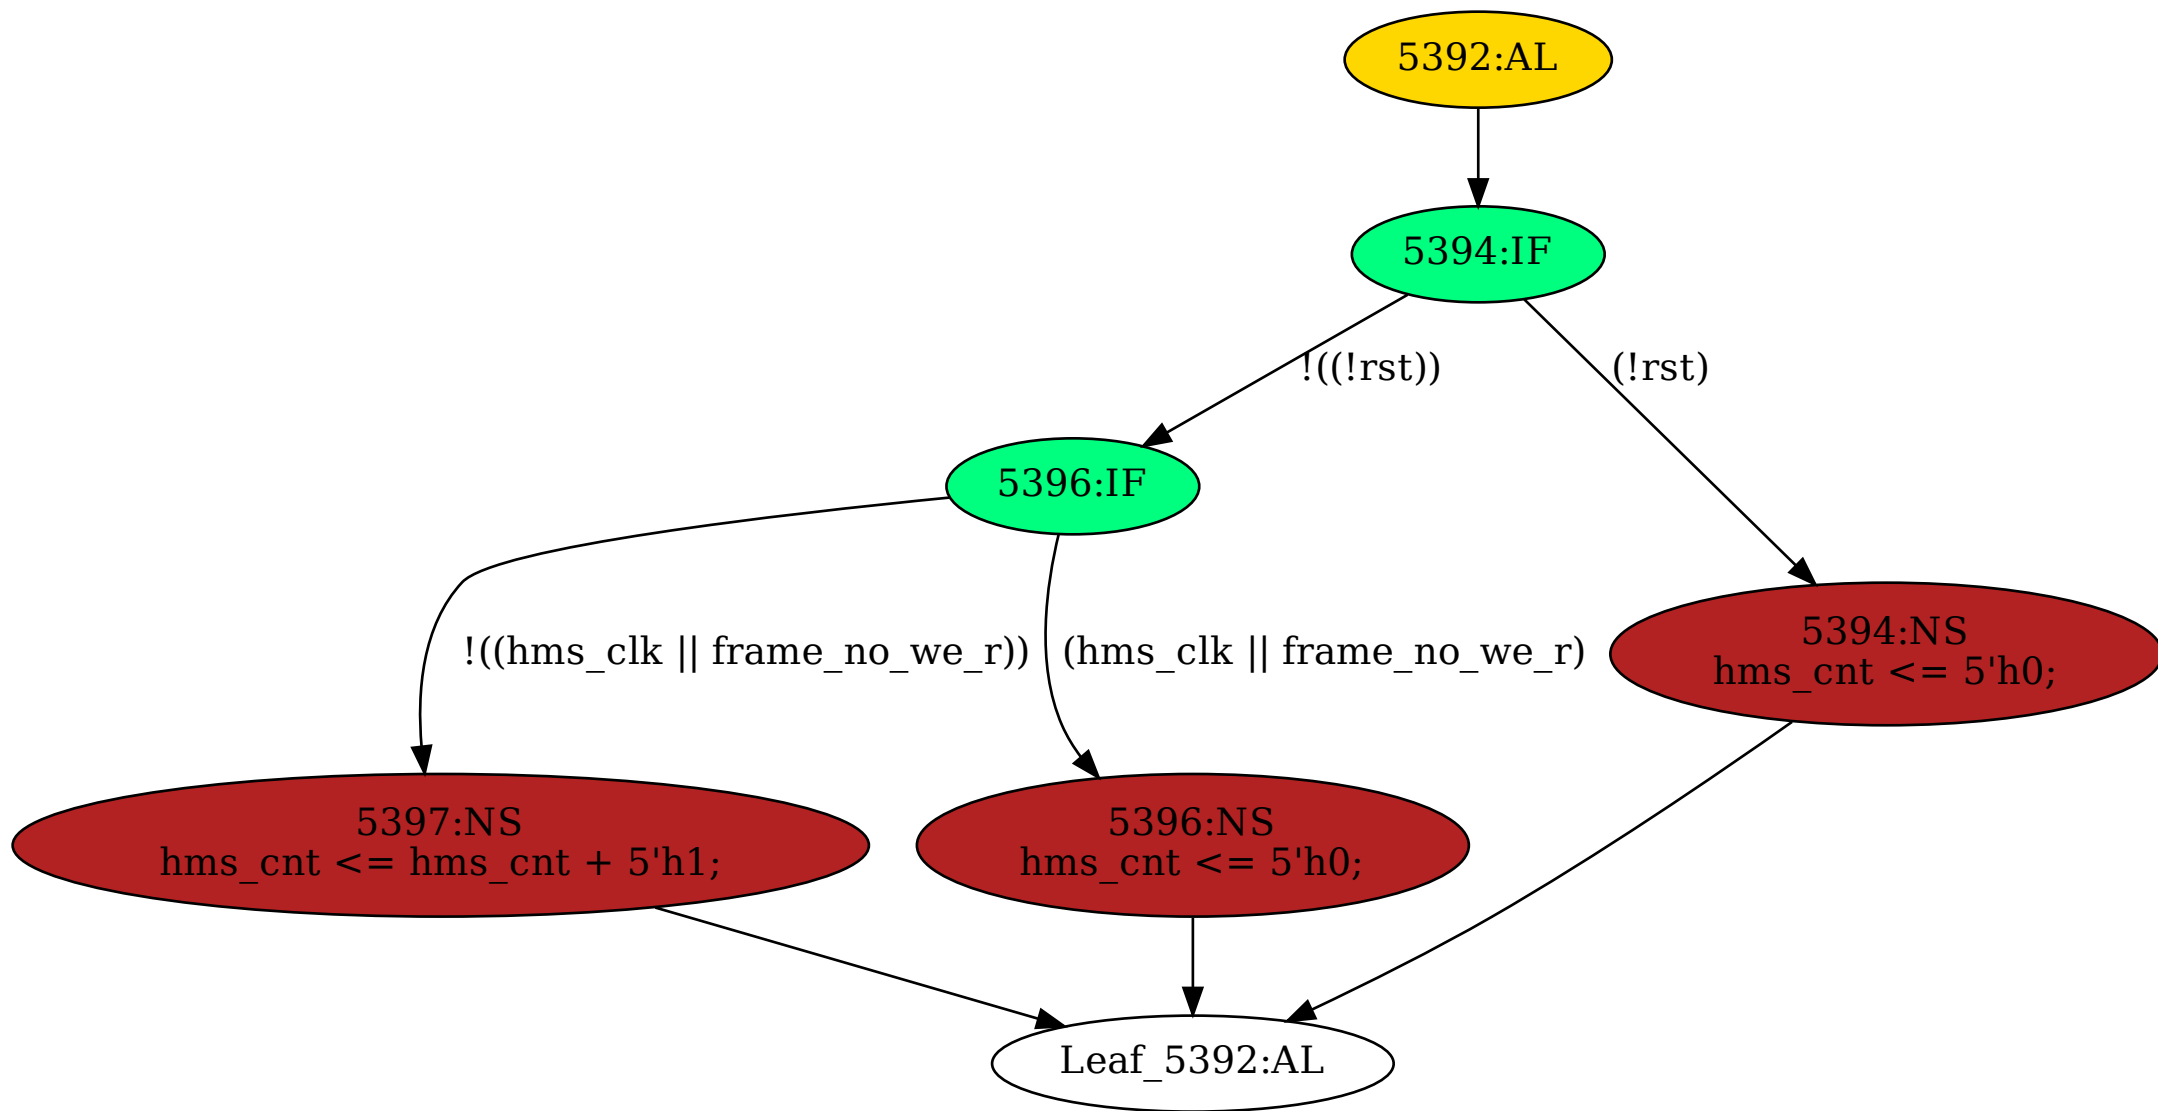 5392:AL
5394:IF
!((!rst))
(!rst)
5396:IF
!((hms_clk || frame_no_we_r))
(hms_clk || frame_no_we_r)
5394:NS
hms_cnt <= 5'h0;
5397:NS
hms_cnt <= hms_cnt + 5'h1;
5396:NS
hms_cnt <= 5'h0;
Leaf_5392:AL